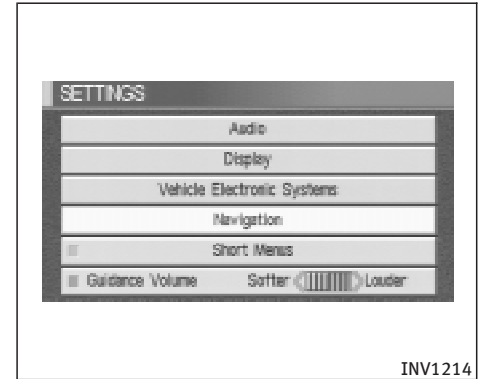 SETTINGS
Audio
Display
Vehicle Electronic Systems
Navigation
Short Menus
Guidance Volume Softer Louder
INV1214